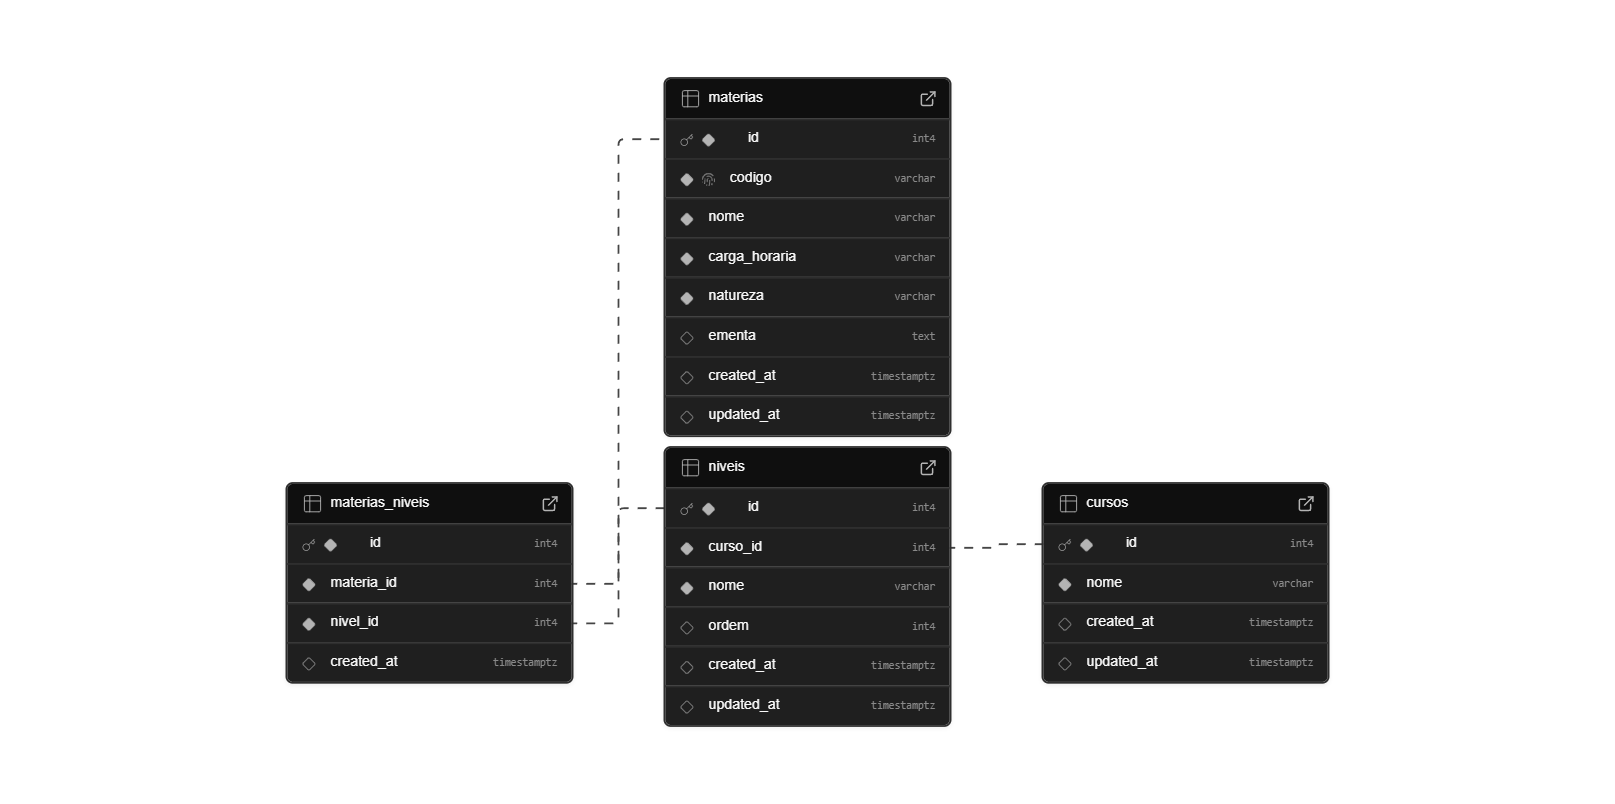 materias
id int4
codigo varchar
nome varchar
carga_horaria varchar
natureza varchar
ementa text
created_at timestamptz
updated_at timestamptz
materias_niveis
id int4
materia_id int4
nivel_id int4
created_at timestamptz
niveis
id int4
curso_id int4
nome varchar
ordem int4
created_at timestamptz
updated_at timestamptz
cursos
id int4
nome varchar
created_at timestamptz
updated_at timestamptz